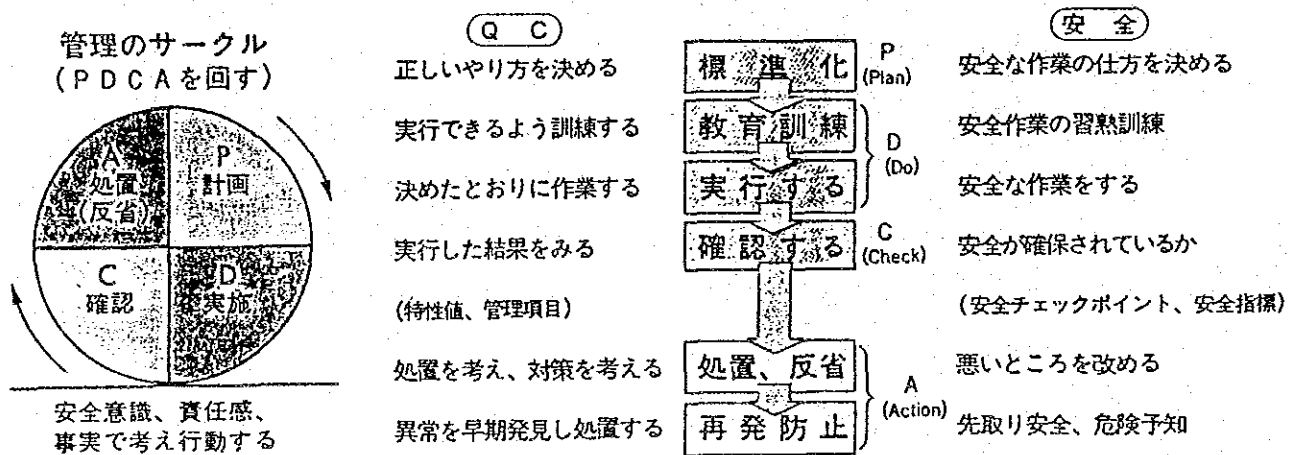 管理のサークル
(PDCAを回す)
A
処置
(反省)
P
計画
C
確認
D
実施
安全意識、責任感、
事実で考え行動する
QC
正しいやり方を決める
実行できるよう訓練する
決めたとおりに作業する
実行した結果をみる
(特性値、管理項目)
処置を考え、対策を考える
異常を早期発見し処置する
標準化
教育訓練
実行する
確認する
処置、反省
再発防止
P
(Plan)
D
(Do)
C
(Check)
A
(Action)
安全
安全な作業の仕方を決める
安全作業の習熟訓練
安全な作業をする
安全が確保されているか
(安全チェックポイント、安全指標)
悪いところを改める
先取り安全、危険予知